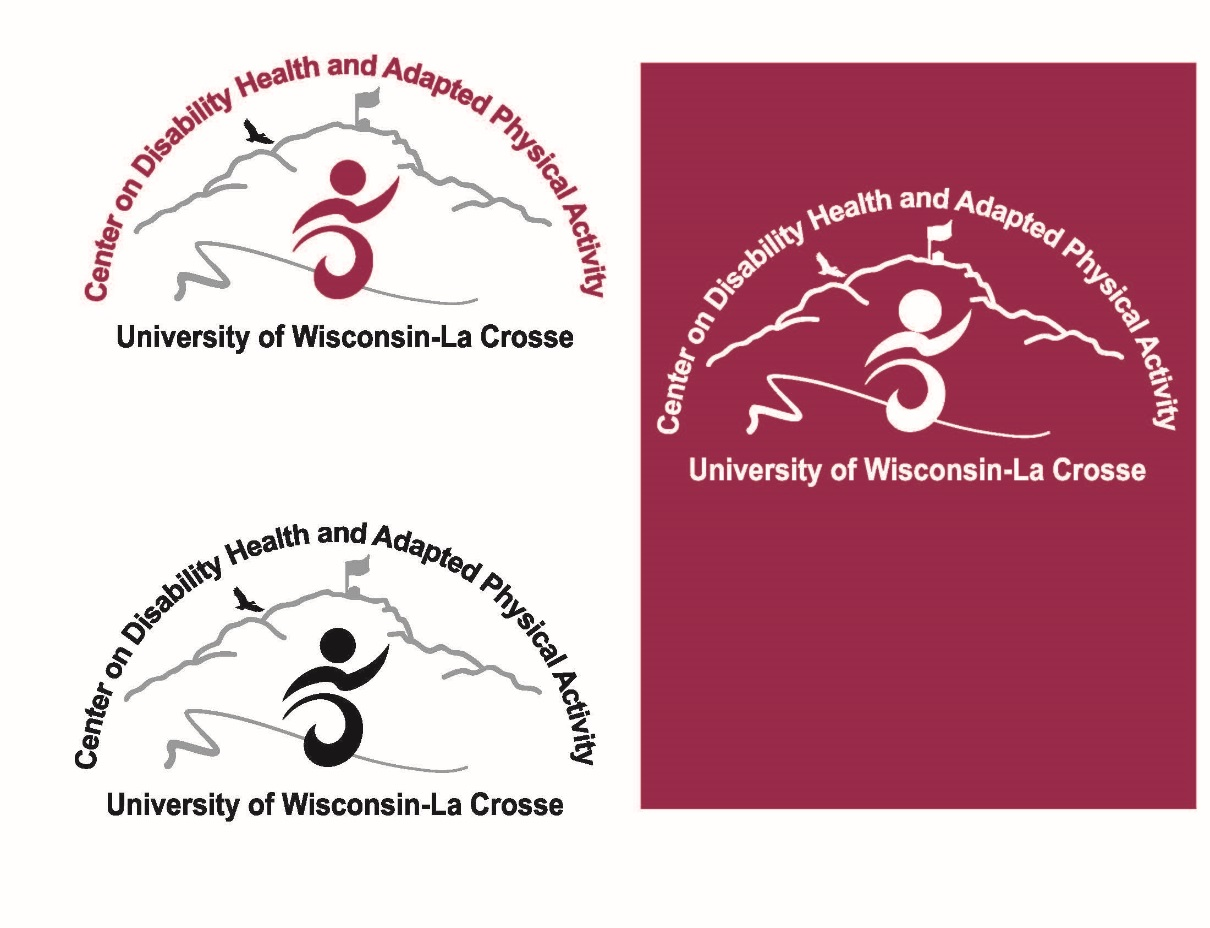 Center on Disability Health and Adapted Physical Activity
University of Wisconsin-La Crosse
Center on Disability Health and Adapted Physical Activity
University of Wisconsin-La Crosse
Center on Disability Health and Adapted Physical Activity
University of Wisconsin-La Crosse